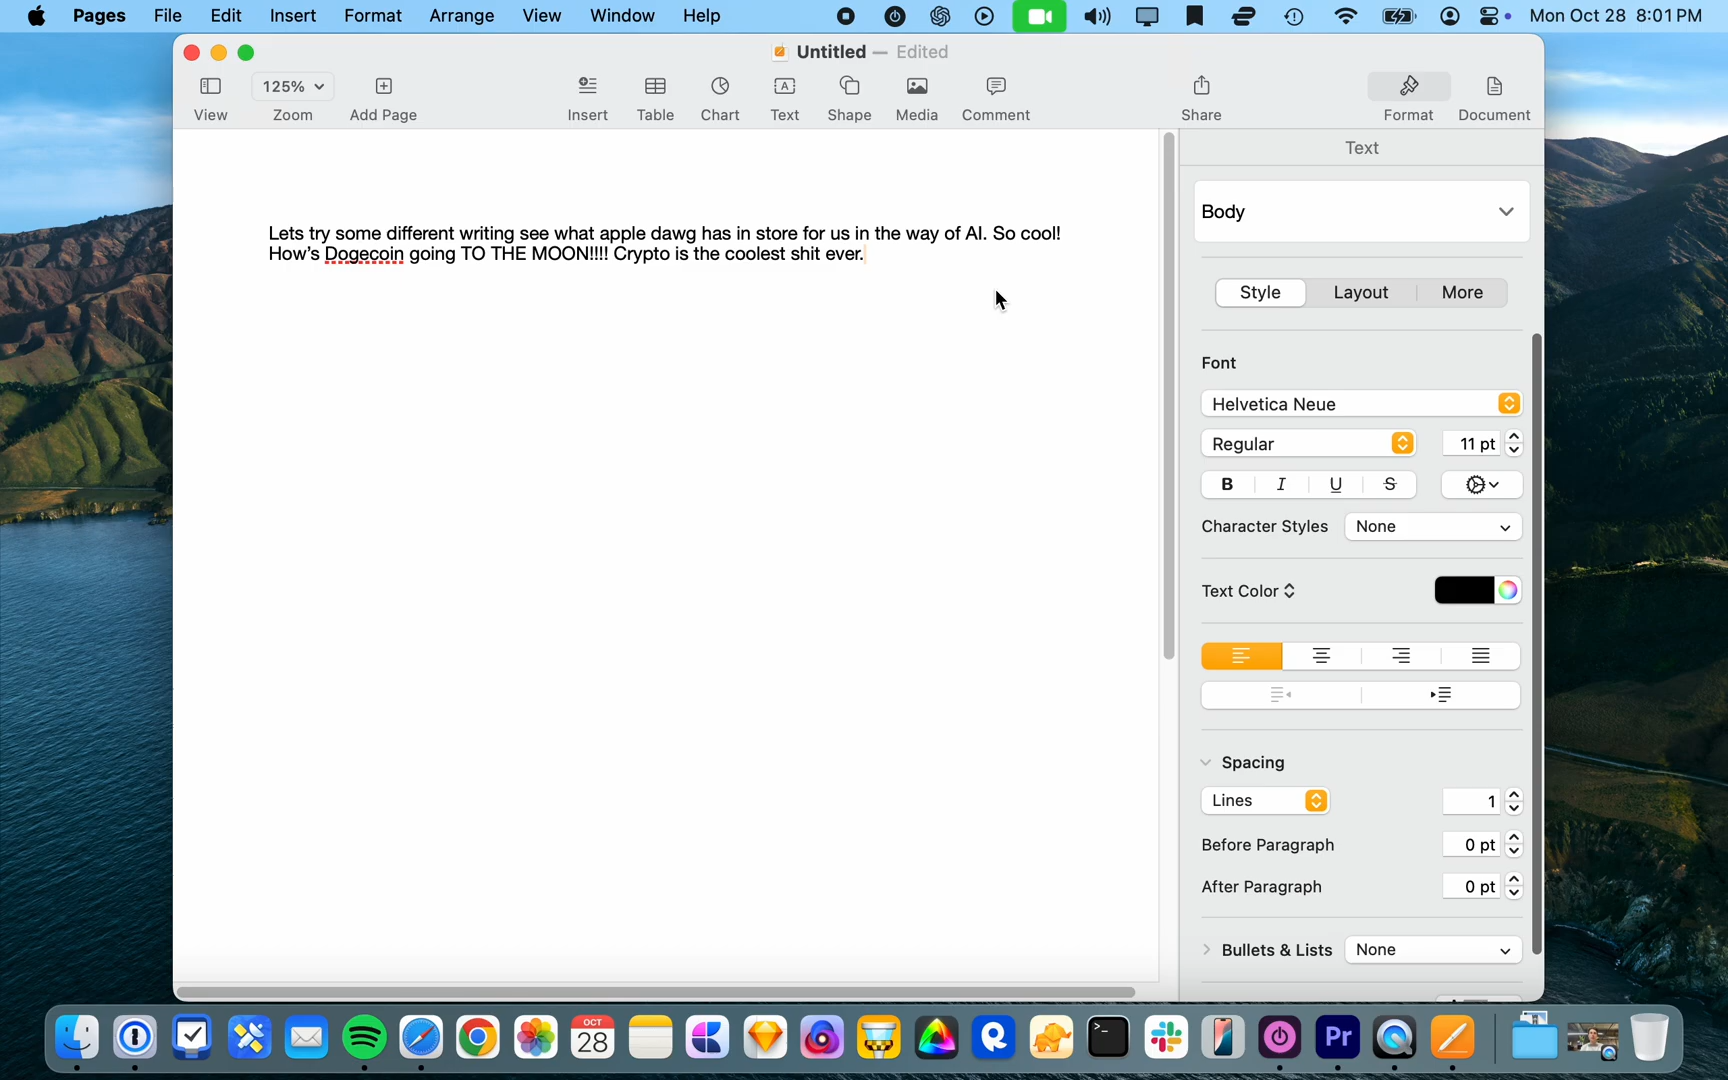 Pages File Edit Insert Format Arrange View Window Help Mon Oct 28 8:01 PM
Untitled — Edited
125%
View Zoom Add Page Insert Table Chart Text Shape Media Comment Share Format Document
Text
Body
Lets try some different writing see what apple dawg has in store for us in the way of AI. So cool!
How’s Dogecoin going TO THE MOON!!!! Crypto is the coolest shit ever.
Style Layout More
Font
Helvetica Neue
Regular 11 pt
B I U S
Character Styles None
Text Color
Spacing
Lines 1
Before Paragraph 0 pt
After Paragraph 0 pt
Bullets & Lists None
OCT
28
Pr